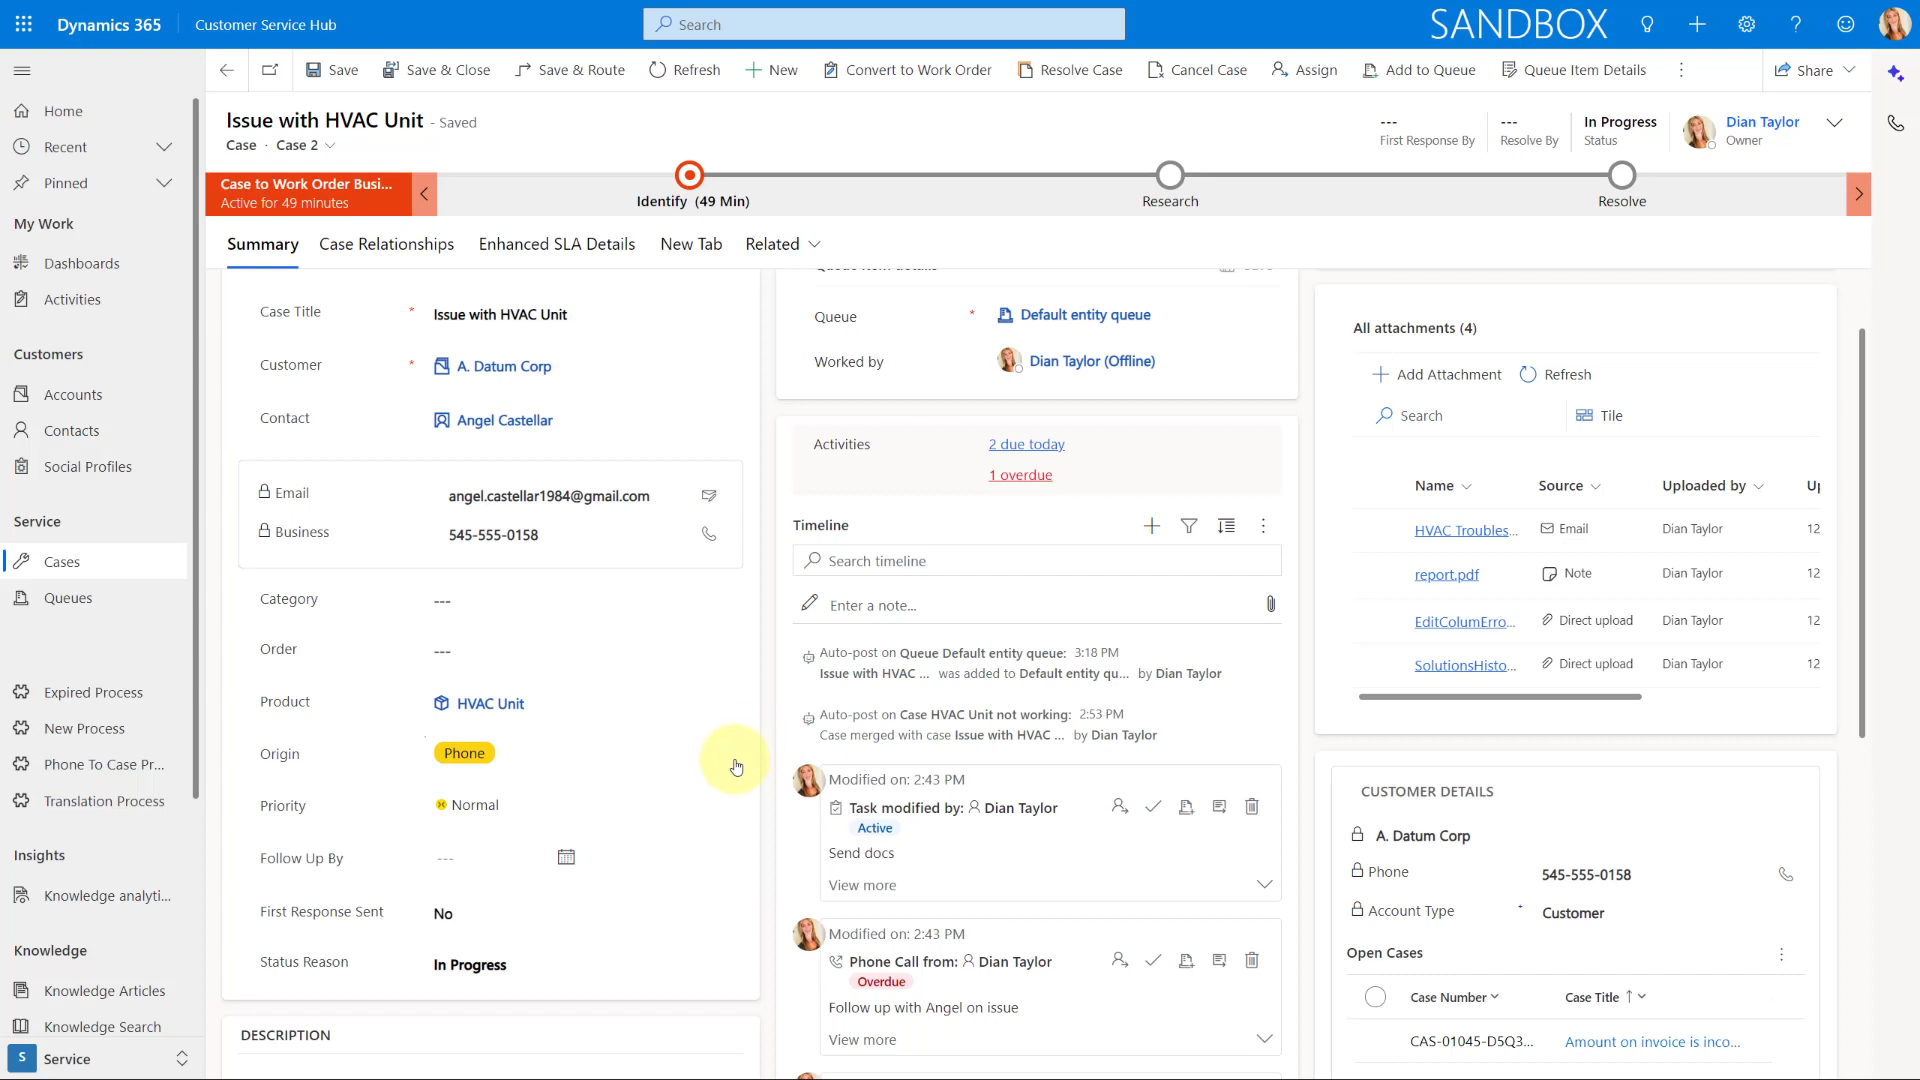 Dynamics 365
Customer Service Hub
Search
SANDBOX
Save
Save & Close
Save & Route
Refresh
New
Convert to Work Order
Resolve Case
Cancel Case
Assign
Add to Queue
Queue Item Details
Share
Home
Recent
Pinned
My Work
Dashboards
Activities
Customers
Accounts
Contacts
Social Profiles
Service
Cases
Queues
Expired Process
New Process
Phone To Case Pr...
Translation Process
Insights
Knowledge analyti...
Knowledge
Knowledge Articles
Knowledge Search
S
Service
Issue with HVAC Unit - Saved
Case · Case 2
---
First Response By
---
Resolve By
In Progress
Status
Dian Taylor
Owner
Case to Work Order Busi...
Active for 49 minutes
Identify (49 Min)
Research
Resolve
Summary
Case Relationships
Enhanced SLA Details
New Tab
Related
Case Title * Issue with HVAC Unit
Customer * A. Datum Corp
Contact Angel Castellar
Email angel.castellar1984@gmail.com
Business 545-555-0158
Category ---
Order ---
Product HVAC Unit
Origin Phone
Priority Normal
Follow Up By ---
First Response Sent No
Status Reason In Progress
DESCRIPTION
Queue * Default entity queue
Worked by Dian Taylor (Offline)
Activities 2 due today
1 overdue
Timeline
Search timeline
Enter a note...
Auto-post on Queue Default entity queue: 3:18 PM
Issue with HVAC ... was added to Default entity qu... by Dian Taylor
Auto-post on Case HVAC Unit not working: 2:53 PM
Case merged with case Issue with HVAC ... by Dian Taylor
Modified on: 2:43 PM
Task modified by: Dian Taylor
Active
Send docs
View more
Modified on: 2:43 PM
Phone Call from: Dian Taylor
Overdue
Follow up with Angel on issue
View more
All attachments (4)
Add Attachment
Refresh
Search
Tile
Name Source Uploaded by Up
HVAC Troubles... Email Dian Taylor 12
report.pdf Note Dian Taylor 12
EditColumErro... Direct upload Dian Taylor 12
SolutionsHisto... Direct upload Dian Taylor 12
CUSTOMER DETAILS
A. Datum Corp
Phone 545-555-0158
Account Type + Customer
Open Cases
Case Number Case Title
CAS-01045-D5Q3... Amount on invoice is inco...